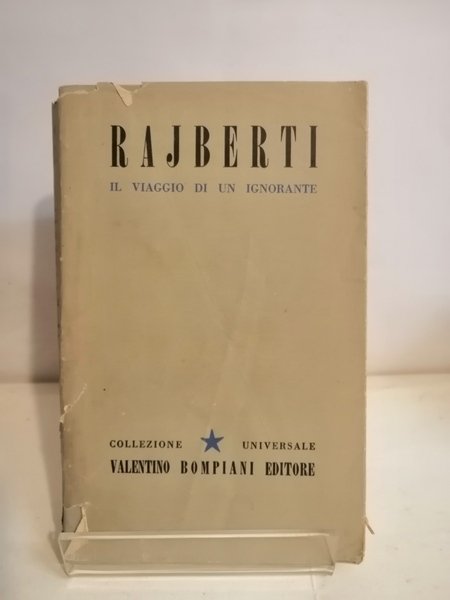 RAJBERTI
IL VIAGGIO DI UN IGNORANTE
COLLEZIONE UNIVERSALE
VALENTINO BOMPIANI EDITORE